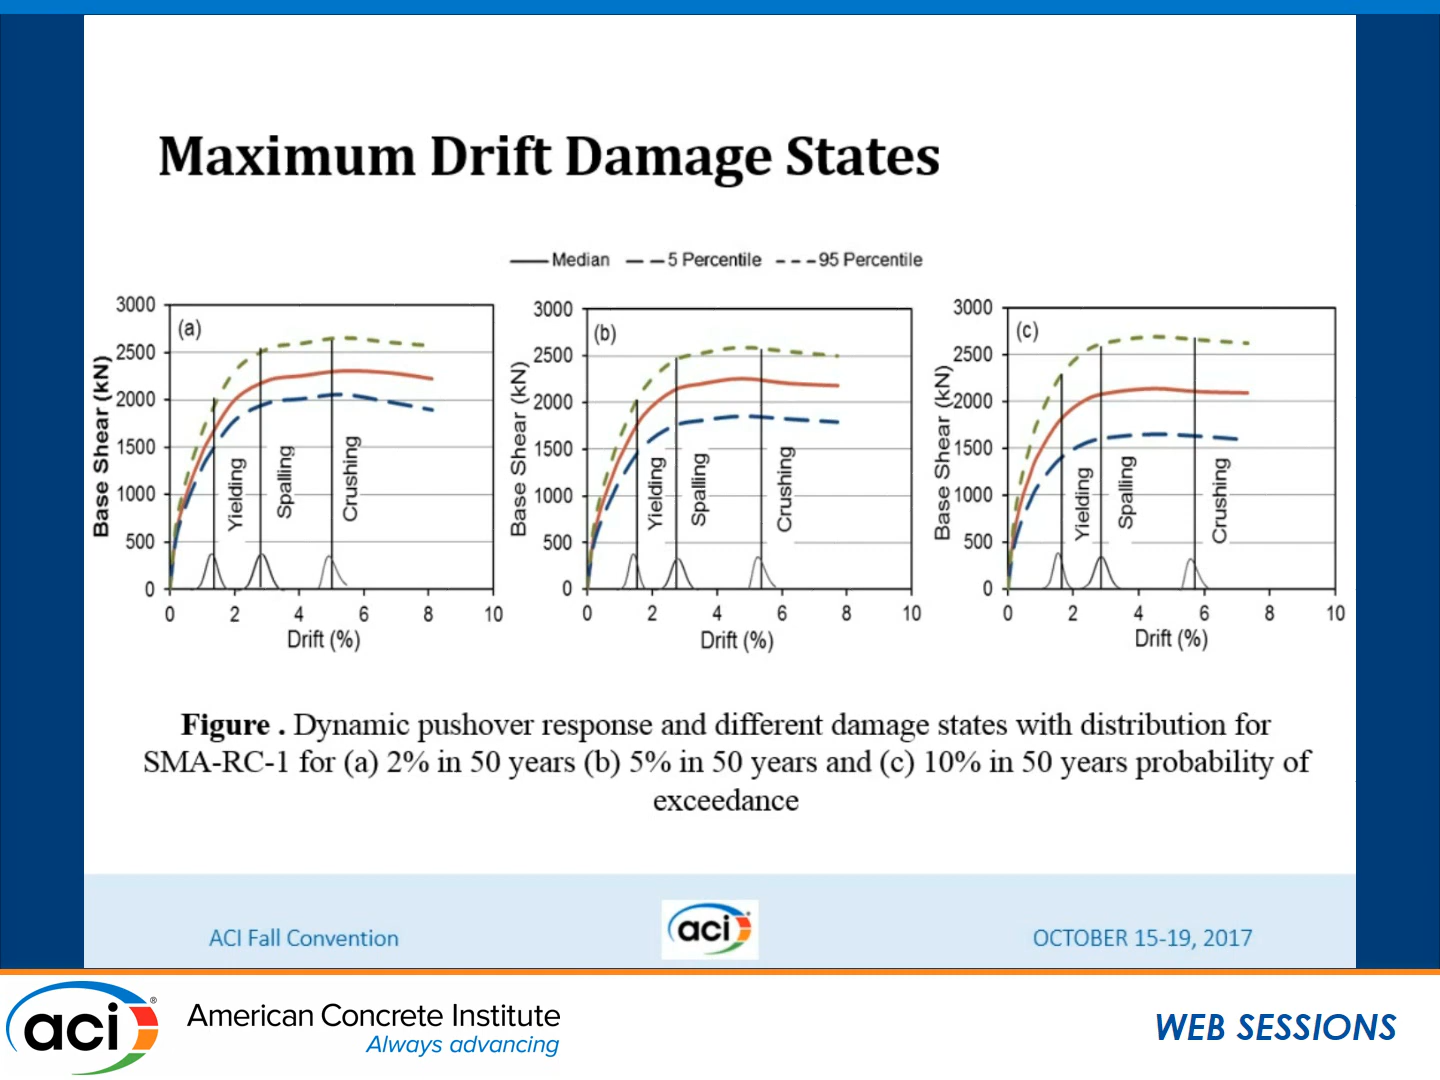 Maximum Drift Damage States
Median
5 Percentile
95 Percentile
3000
2500
2000
1500
1000
500
0
(a)
Base Shear (kN)
Yielding
Spalling
Crushing
0 2 4 6 8 10
Drift (%)
3000
2500
2000
1500
1000
500
0
(b)
Base Shear (kN)
Yielding
Spalling
Crushing
0 2 4 6 8 10
Drift (%)
3000
2500
2000
1500
1000
500
0
(c)
Base Shear (kN)
Yielding
Spalling
Crushing
0 2 4 6 8 10
Drift (%)
Figure . Dynamic pushover response and different damage states with distribution for
SMA-RC-1 for (a) 2% in 50 years (b) 5% in 50 years and (c) 10% in 50 years probability of
exceedance
ACI Fall Convention
aci
OCTOBER 15-19, 2017
aci®
American Concrete Institute
Always advancing
WEB SESSIONS